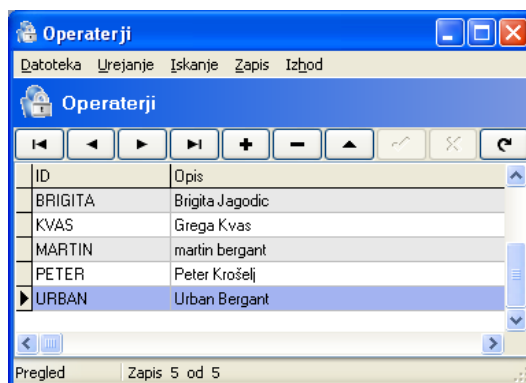 Operaterji
Datoteka Urejanje Iskanje Zapis Izhod
Operaterji
ID Opis
BRIGITA Brigita Jagodic
KVAS Grega Kvas
MARTIN martin bergant
PETER Peter Krošelj
URBAN Urban Bergant
Pregled Zapis 5 od 5